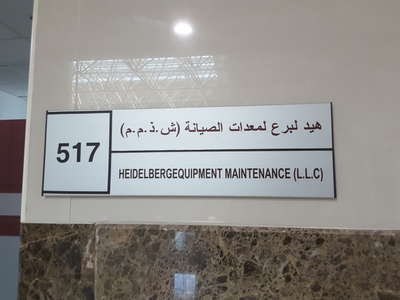 517
هيد لبرع لمعدات الصيانة (ش.ذ.م.م)
HEIDELBERGEQUIPMENT MAINTENANCE (L.L.C)